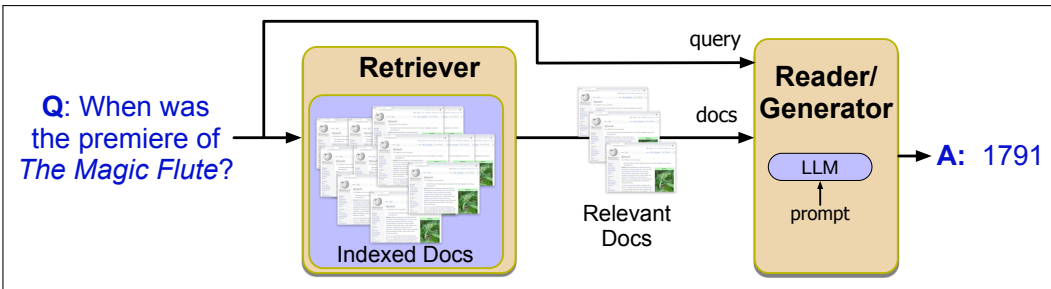 Q: When was
the premiere of
The Magic Flute?
Retriever
Indexed Docs
Relevant
Docs
query
docs
Reader/
Generator
LLM
prompt
A: 1791